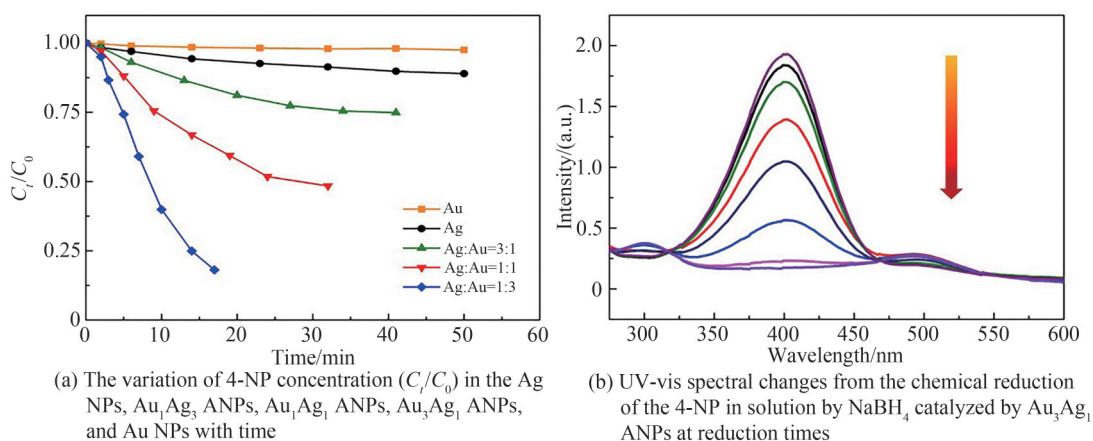 1.00
0.75
0.50
0.25
0
C_t/C_0
Au
Ag
Ag:Au=3:1
Ag:Au=1:1
Ag:Au=1:3
0 10 20 30 40 50 60
Time/min
(a) The variation of 4-NP concentration (C_t/C_0) in the Ag
NPs, Au₁Ag₃ ANPs, Au₁Ag₁ ANPs, Au₃Ag₁ ANPs,
and Au NPs with time
2.0
1.5
1.0
0.5
0
Intensity/(a.u.)
300 350 400 450 500 550 600
Wavelength/nm
(b) UV-vis spectral changes from the chemical reduction
of the 4-NP in solution by NaBH₄ catalyzed by Au₃Ag₁
ANPs at reduction times